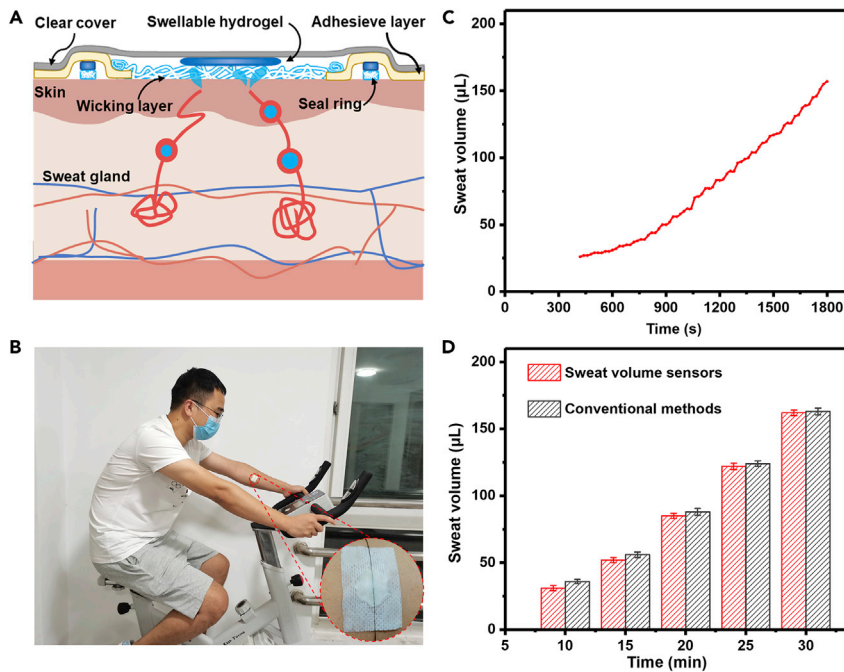 A
Clear cover
Swellable hydrogel
Adhesieve layer
Skin
Wicking layer
Seal ring
Sweat gland
B
C
Sweat volume (µL)
200
150
100
50
0
0 300 600 900 1200 1500 1800
Time (s)
D
Sweat volume (µL)
200
150
100
50
0
Sweat volume sensors
Conventional methods
5 10 15 20 25 30
Time (min)